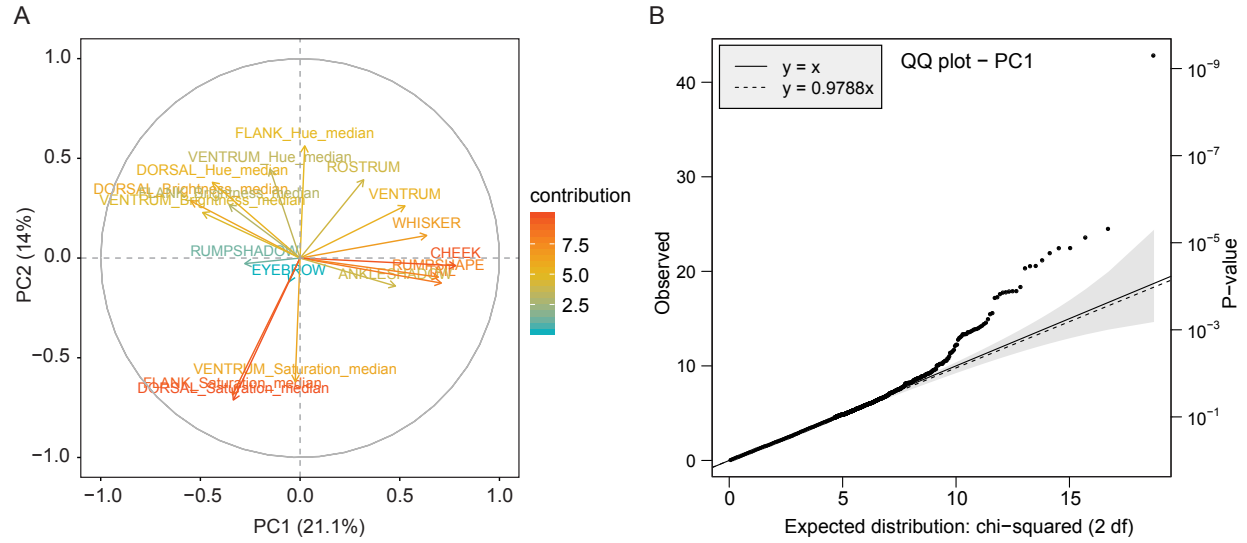 A
1.0
0.5
0.0
−0.5
−1.0
PC2 (14%)
FLANK_Hue_median
VENTRUM_Hue_median
ROSTRUM
DORSAL_Hue_median
DORSAL_Brightness_median
FLANK_Brightness_median
VENTRUM
VENTRUM_Brightness_median
WHISKER
RUMPSHADOW
CHEEK
EYEBROW
RUMPSHAPE
ANKLESHADOW
VENTRUM_Saturation_median
FLANK_Saturation_median
DORSAL_Saturation_median
−1.0 −0.5 0.0 0.5 1.0
PC1 (21.1%)
contribution
7.5
5.0
2.5
B
QQ plot − PC1
y = x
y = 0.9788x
40
30
20
10
0
Observed
10−9
10−7
10−5
10−3
10−1
P−value
0 5 10 15
Expected distribution: chi−squared (2 df)